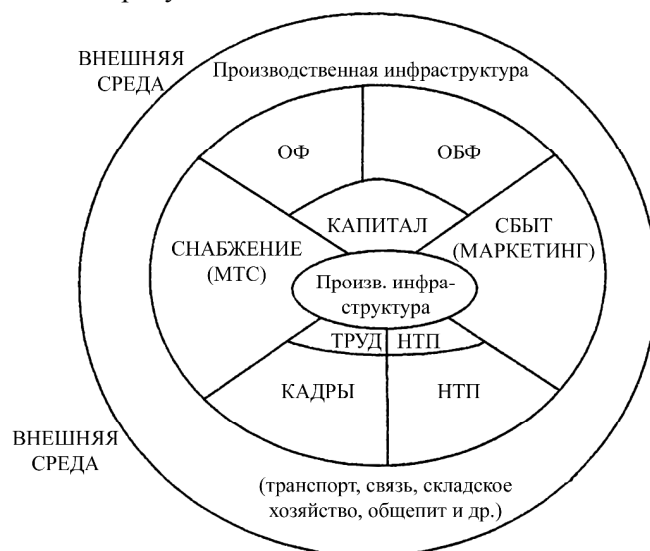 ВНЕШНЯЯ
СРЕДА
Производственная инфраструктура
ОФ
ОБФ
КАПИТАЛ
СНАБЖЕНИЕ
(МТС)
СБЫТ
(МАРКЕТИНГ)
Произв. инфра-
структура
ТРУД
НТП
КАДРЫ
НТП
ВНЕШНЯЯ
СРЕДА
(транспорт, связь, складское
хозяйство, общепит и др.)